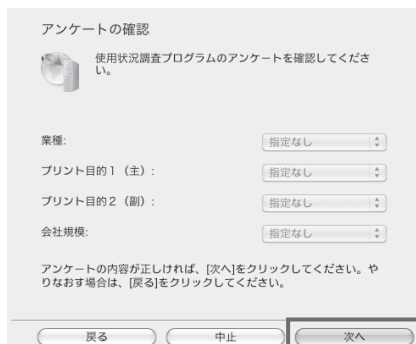 アンケートの確認
使用状況調査プログラムのアンケートを確認してくださ
い。
業種: 指定なし
プリント目的1（主）: 指定なし
プリント目的2（副）: 指定なし
会社規模: 指定なし
アンケートの内容が正しければ、[次へ]をクリックしてください。や
りなおす場合は、[戻る]をクリックしてください。
戻る 中止 次へ